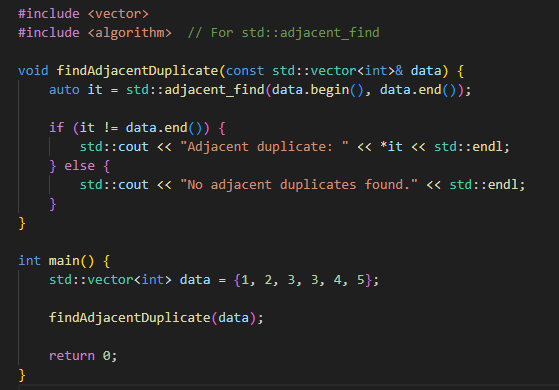 #include <vector>
#include <algorithm>  // For std::adjacent_find
void findAdjacentDuplicate(const std::vector<int>& data) {
    auto it = std::adjacent_find(data.begin(), data.end());
    if (it != data.end()) {
        std::cout << "Adjacent duplicate: " << *it << std::endl;
    } else {
        std::cout << "No adjacent duplicates found." << std::endl;
    }
}
int main() {
    std::vector<int> data = {1, 2, 3, 3, 4, 5};
    findAdjacentDuplicate(data);
    return 0;
}